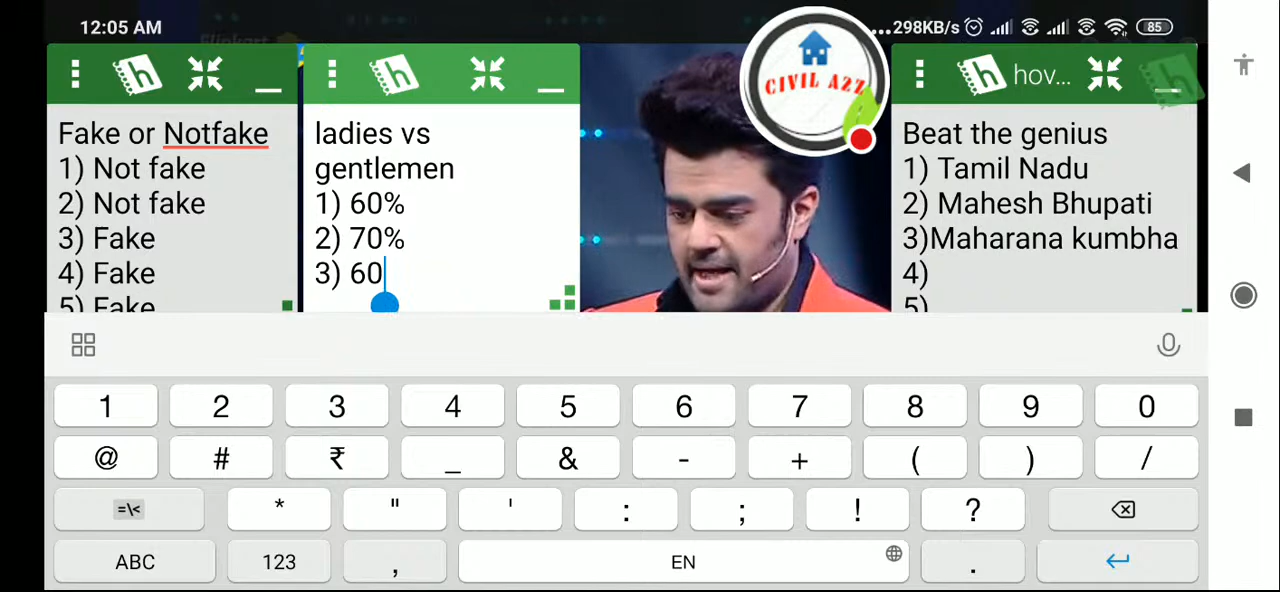 12:05 AM
...298KB/s
85
Flipkart
h
h
CIVIL A2Z
h hov...
Fake or Notfake
1) Not fake
2) Not fake
3) Fake
4) Fake
5) Fake
ladies vs
gentlemen
1) 60%
2) 70%
3) 60
Beat the genius
1) Tamil Nadu
2) Mahesh Bhupati
3)Maharana kumbha
4)
5)
1 2 3 4 5 6 7 8 9 0
@ # ₹ _ & - + ( ) /
=\< * " ' : ; ! ?
ABC 123 , EN .